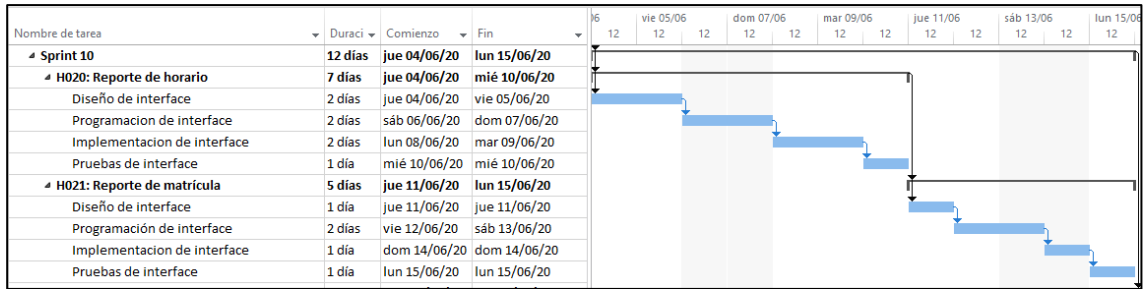 06 vie 05/06 dom 07/06 mar 09/06 jue 11/06 sáb 13/06 lun 15/06
Nombre de tarea Duraci Comienzo Fin 12 12 12 12 12 12 12 12 12 12 12 12
Sprint 10 12 días jue 04/06/20 lun 15/06/20
H020: Reporte de horario 7 días jue 04/06/20 mié 10/06/20
Diseño de interface 2 días jue 04/06/20 vie 05/06/20
Programacion de interface 2 días sáb 06/06/20 dom 07/06/20
Implementacion de interface 2 días lun 08/06/20 mar 09/06/20
Pruebas de interface 1 día mié 10/06/20 mié 10/06/20
H021: Reporte de matrícula 5 días jue 11/06/20 lun 15/06/20
Diseño de interface 1 día jue 11/06/20 jue 11/06/20
Programación de interface 2 días vie 12/06/20 sáb 13/06/20
Implementacion de interface 1 día dom 14/06/20 dom 14/06/20
Pruebas de interface 1 día lun 15/06/20 lun 15/06/20